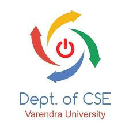 Dept. of CSE
Varendra University